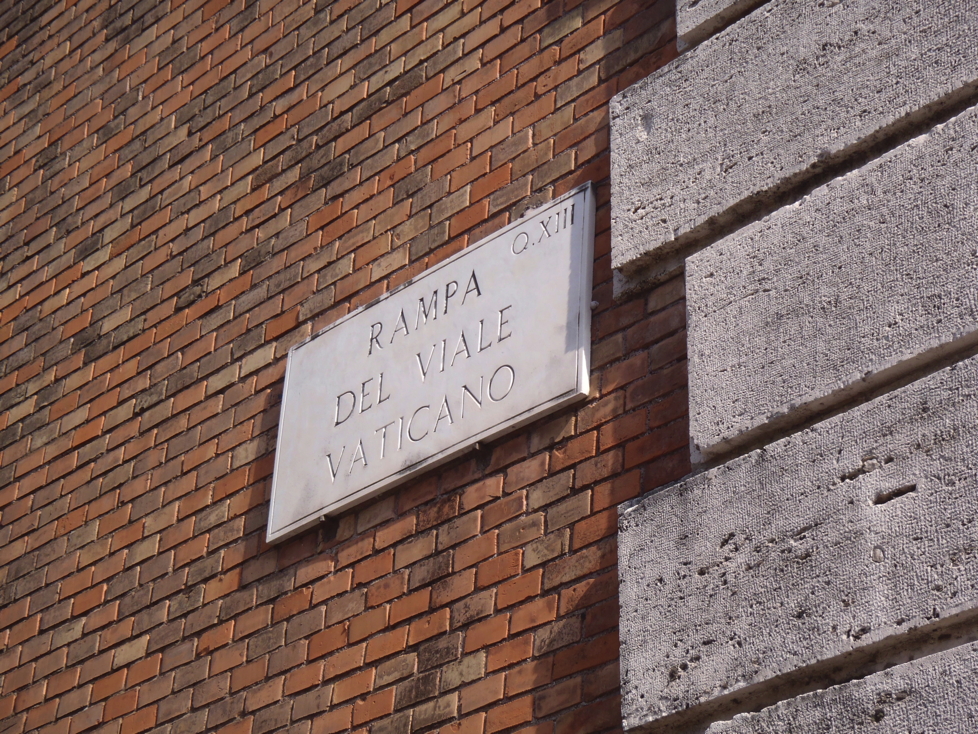 Q.XIII
RAMPA
DEL VIALE
VATICANO